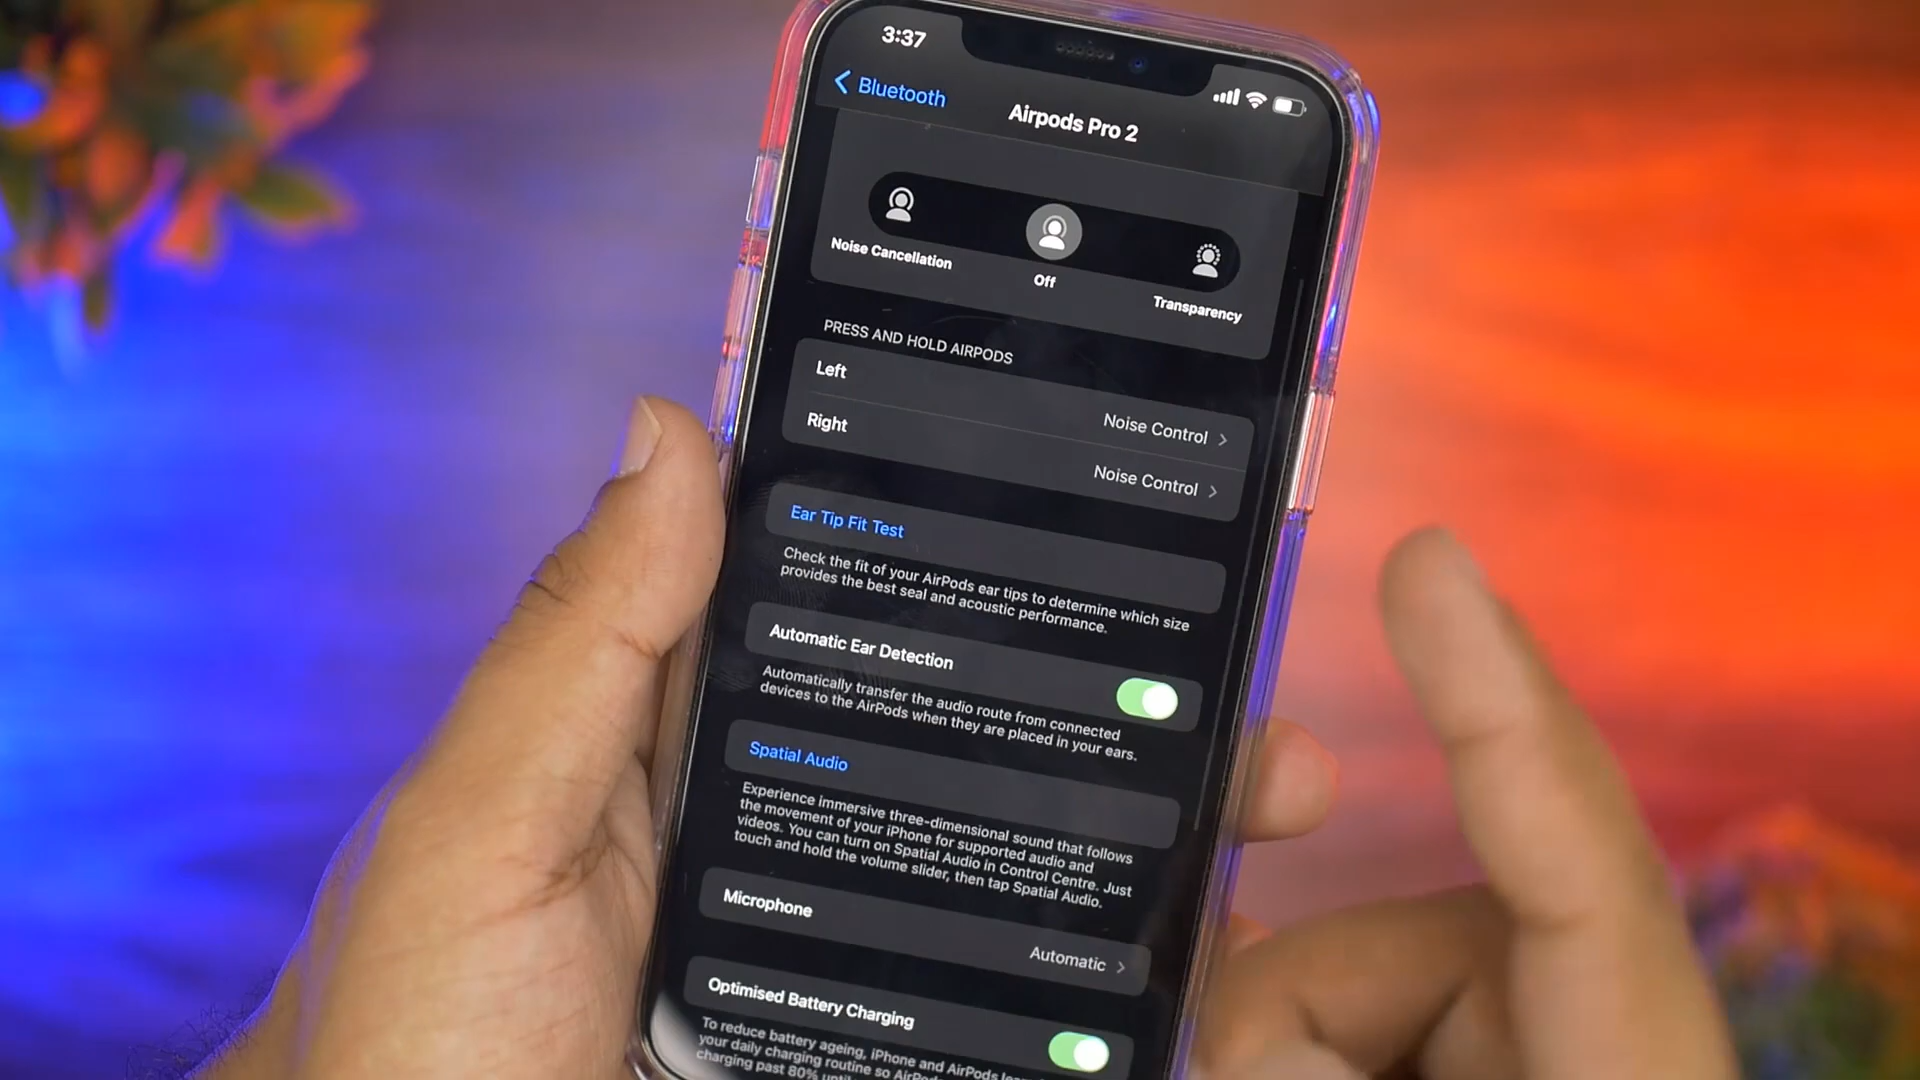 3:37
Bluetooth
Airpods Pro 2
Noise Cancellation
Off
Transparency
PRESS AND HOLD AIRPODS
Left
Noise Control
Right
Noise Control
Ear Tip Fit Test
Check the fit of your AirPods ear tips to determine which size
provides the best seal and acoustic performance.
Automatic Ear Detection
Automatically transfer the audio route from connected
devices to the AirPods when they are placed in your ears.
Spatial Audio
Experience immersive three-dimensional sound that follows
the movement of your iPhone for supported audio and
videos. You can turn on Spatial Audio in Control Centre. Just
touch and hold the volume slider, then tap Spatial Audio.
Microphone
Automatic
Optimised Battery Charging
To reduce battery ageing, iPhone and AirPods
your daily charging routine so
charging past 80%